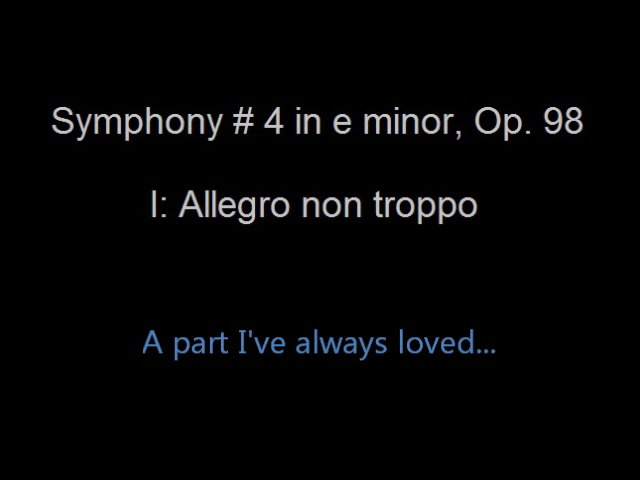 Symphony # 4 in e minor, Op. 98
I: Allegro non troppo
A part I've always loved...